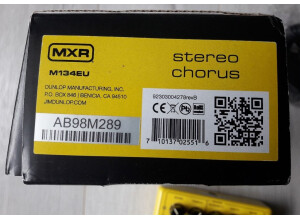 MXR
stereo
chorus
M134EU
DUNLOP MANUFACTURING, INC.
P.O. BOX 846 | BENICIA, CA 94510
JIMDUNLOP.COM
92503004279revB
AB98M289
7 10137 02551 6